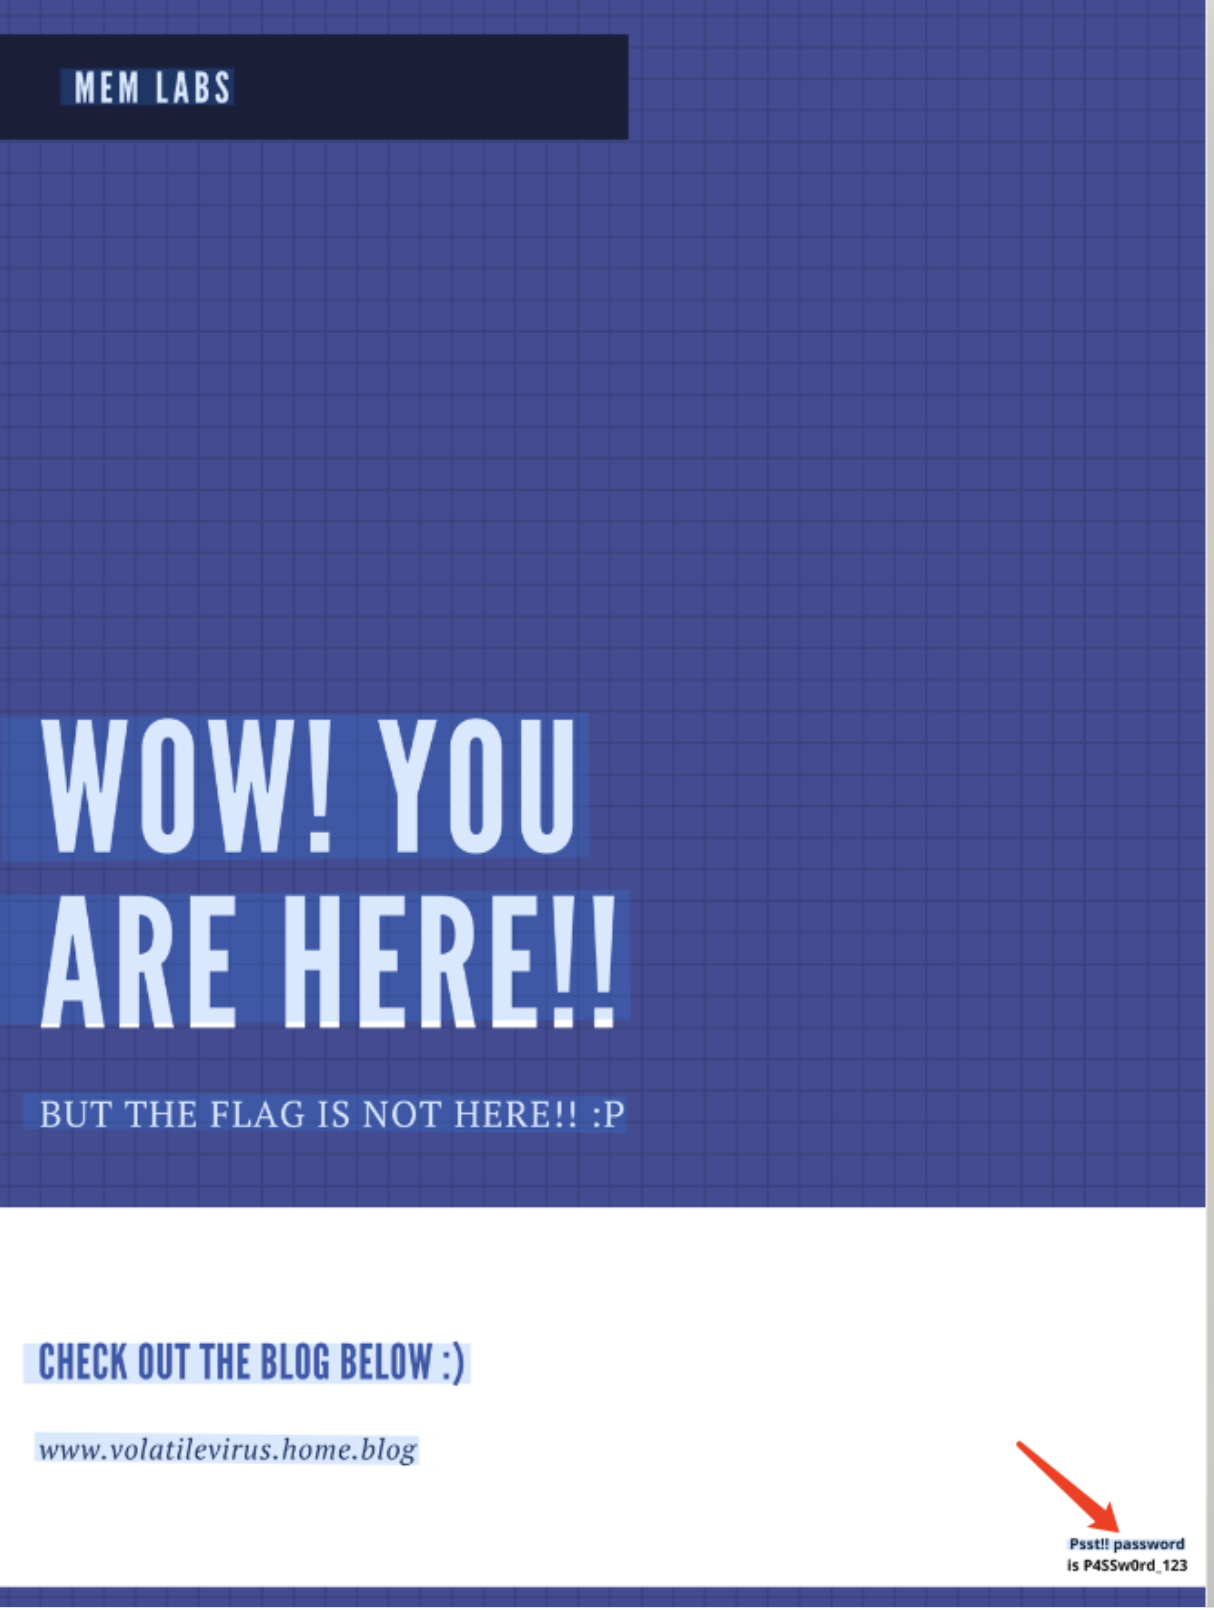 MEM LABS
WOW! YOU
ARE HERE!!
BUT THE FLAG IS NOT HERE!! :P
CHECK OUT THE BLOG BELOW :)
www.volatilevirus.home.blog
Psst!! password
is P4SSw0rd_123